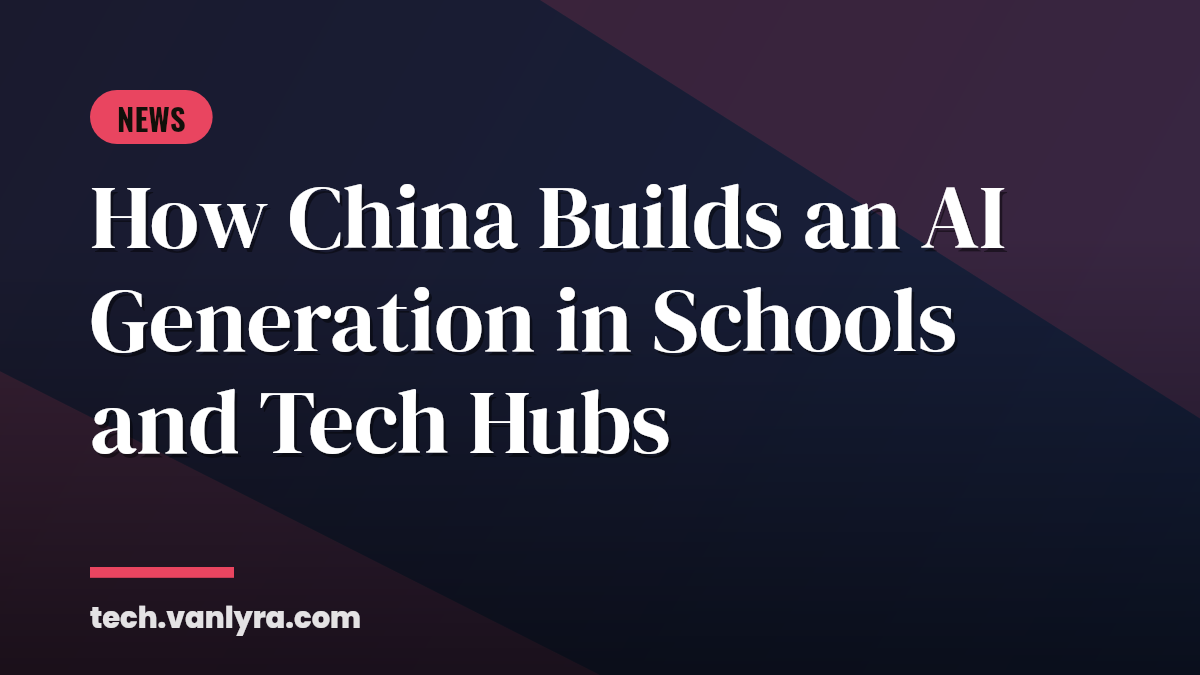 NEWS
How China Builds an AI
Generation in Schools
and Tech Hubs
tech.vanlyra.com